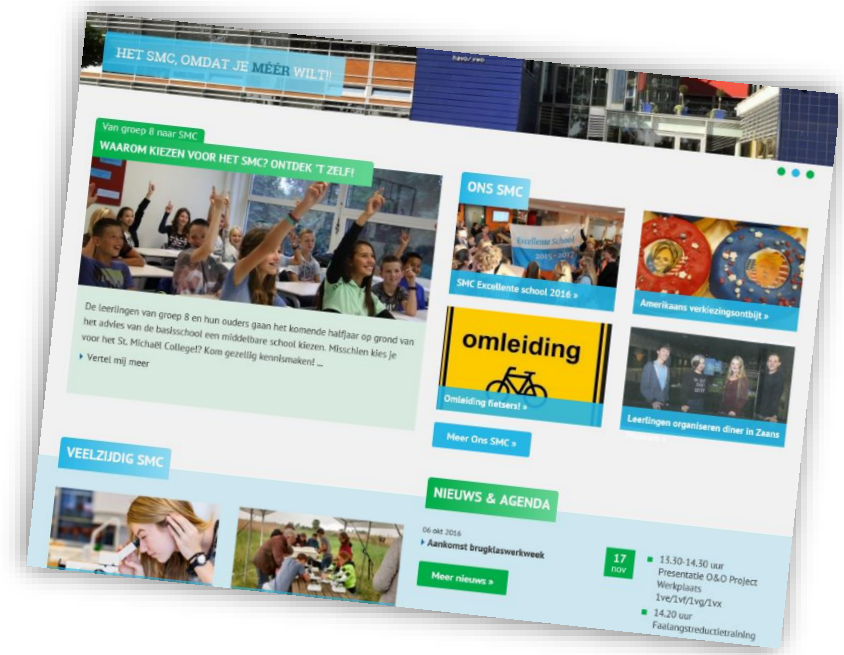 HET SMC, OMDAT JE MÉÉR WILT!!
havo/vwo
Van groep 8 naar SMC
WAAROM KIEZEN VOOR HET SMC? ONTDEK 'T ZELF!
De leerlingen van groep 8 en hun ouders gaan het komende halfjaar op grond van
het advies van de basisschool een middelbare school kiezen. Misschien kies je
voor het St. Michaël College!? Kom gezellig kennismaken! ...
Vertel mij meer
ONS SMC
Excellente School
2015-2017
SMC Excellente school 2016 »
Amerikaans verkiezingsontbijt »
omleiding
Omleiding fietsers! »
Leerlingen organiseren diner in Zaans
Meer Ons SMC »
VEELZIJDIG SMC
NIEUWS & AGENDA
06 okt 2016
Aankomst brugklaswerkweek
Meer nieuws »
17
nov
13.30-14.30 uur
Presentatie O&O Project
Werkplaats
1ve/1vf/1vg/1vx
14.20 uur
Faalangstreductietraining